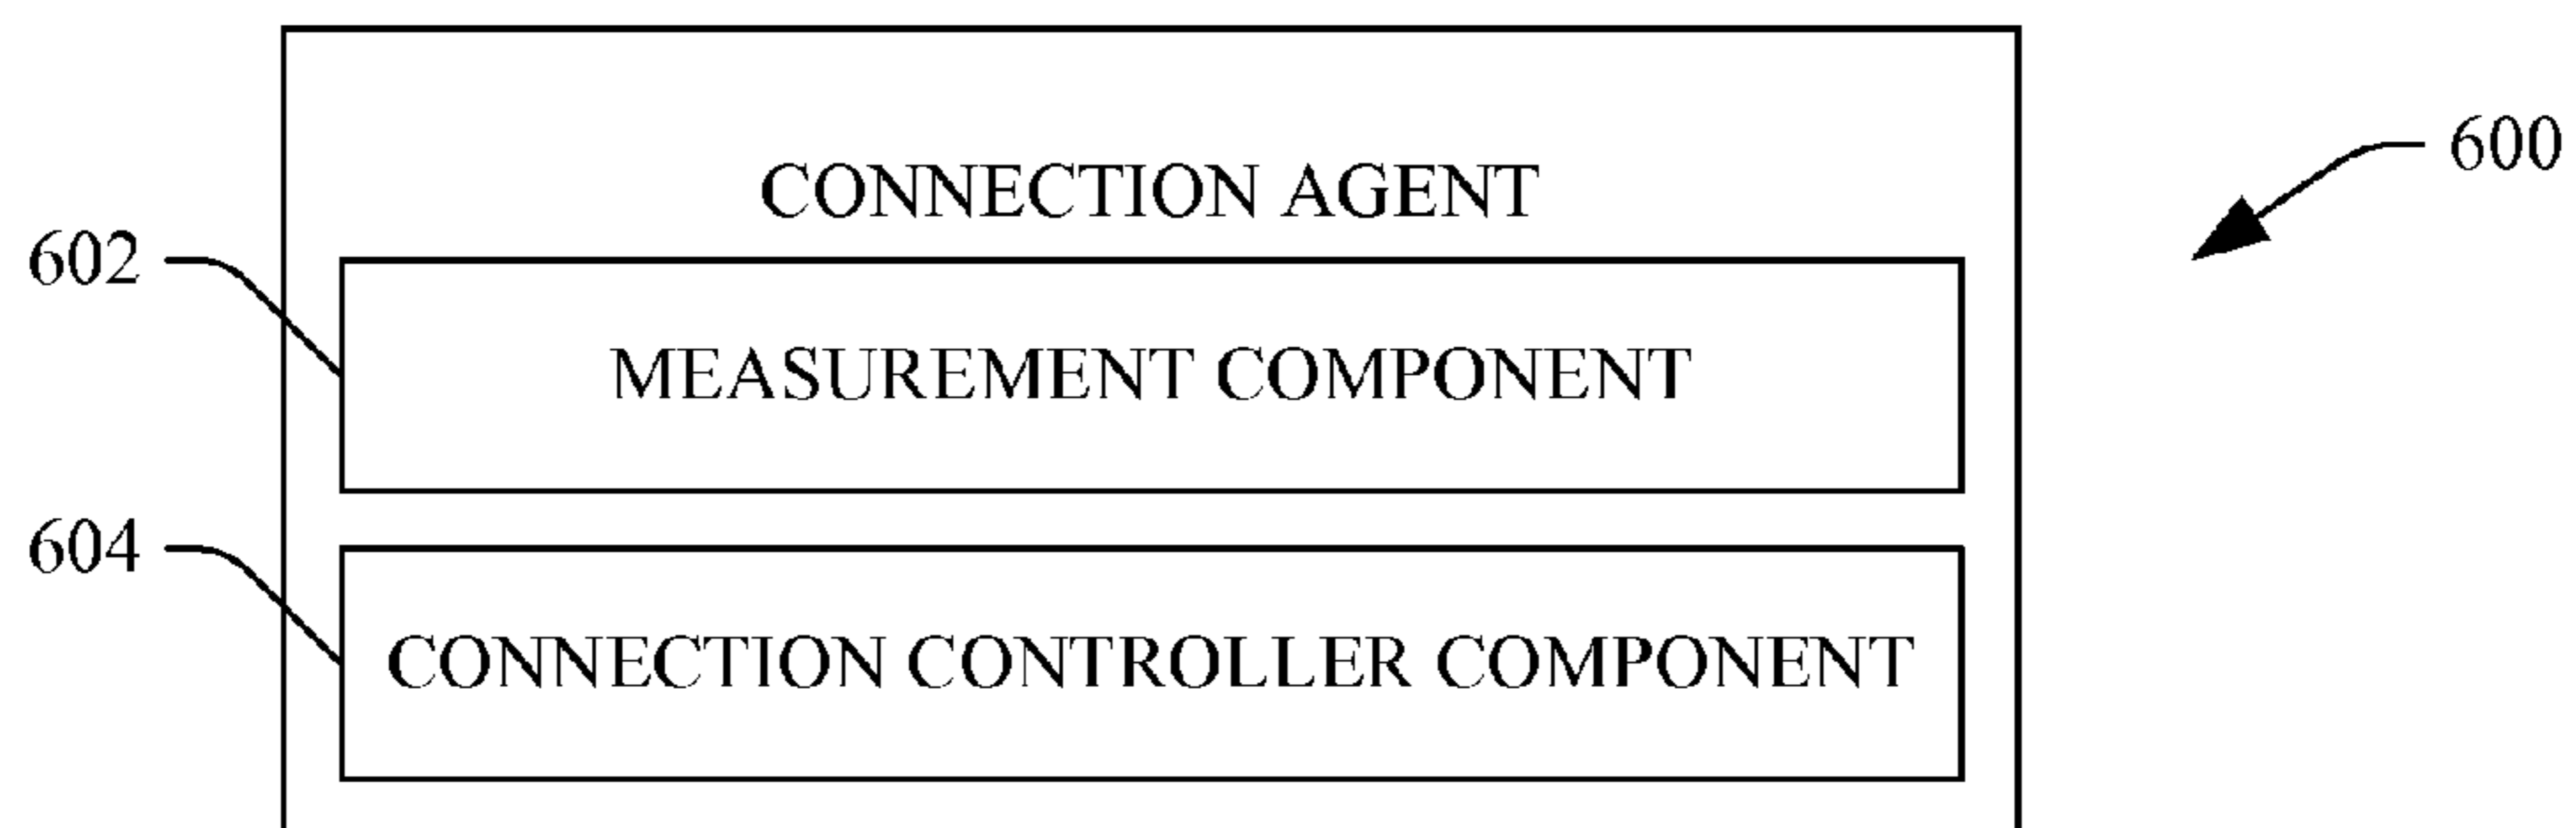 600
CONNECTION AGENT
602
MEASUREMENT COMPONENT
604
CONNECTION CONTROLLER COMPONENT